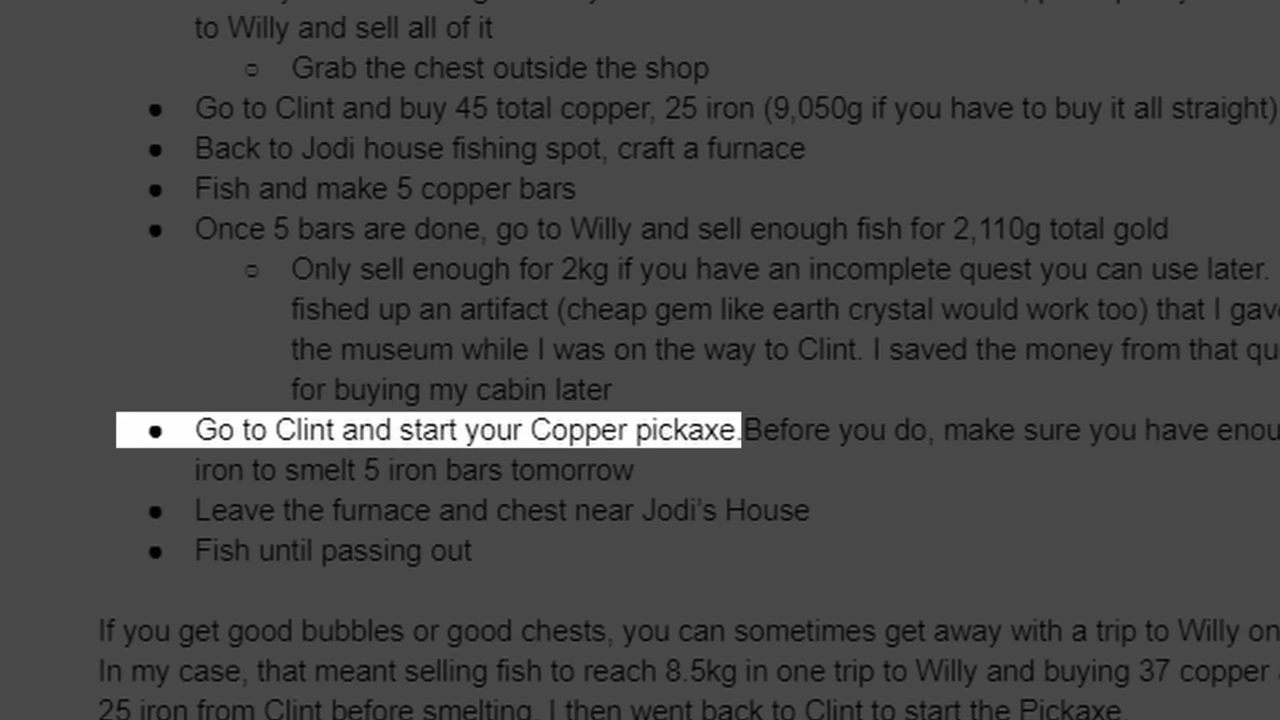 to Willy and sell all of it
○ Grab the chest outside the shop
● Go to Clint and buy 45 total copper, 25 iron (9,050g if you have to buy it all straight)
● Back to Jodi house fishing spot, craft a furnace
● Fish and make 5 copper bars
● Once 5 bars are done, go to Willy and sell enough fish for 2,110g total gold
○ Only sell enough for 2kg if you have an incomplete quest you can use later.
fished up an artifact (cheap gem like earth crystal would work too) that I gav
the museum while I was on the way to Clint. I saved the money from that qu
for buying my cabin later
● Go to Clint and start your Copper pickaxe.Before you do, make sure you have enou
iron to smelt 5 iron bars tomorrow
● Leave the furnace and chest near Jodi's House
● Fish until passing out
If you get good bubbles or good chests, you can sometimes get away with a trip to Willy on
In my case, that meant selling fish to reach 8.5kg in one trip to Willy and buying 37 copper
25 iron from Clint before smelting. I then went back to Clint to start the Pickaxe.